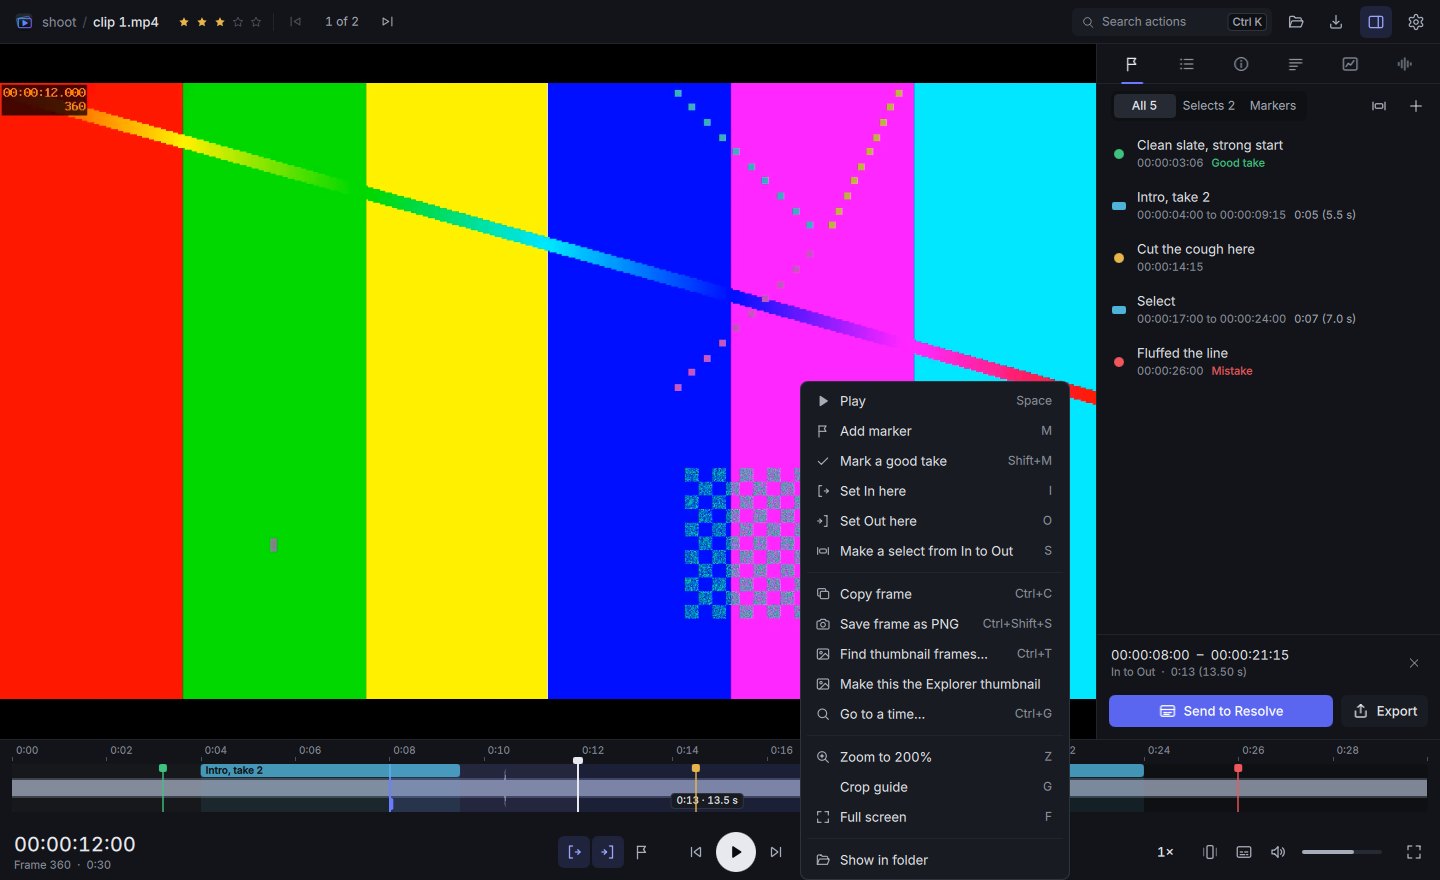 shoot / clip 1.mp4
1 of 2
Search actions Ctrl K
00:00:12.000
360
All 5 Selects 2 Markers
Clean slate, strong start
00:00:03:06 Good take
Intro, take 2
00:00:04:00 to 00:00:09:15 0:05 (5.5 s)
Cut the cough here
00:00:14:15
Select
00:00:17:00 to 00:00:24:00 0:07 (7.0 s)
Fluffed the line
00:00:26:00 Mistake
Play Space
Add marker M
Mark a good take Shift+M
Set In here I
Set Out here O
Make a select from In to Out S
Copy frame Ctrl+C
Save frame as PNG Ctrl+Shift+S
Find thumbnail frames... Ctrl+T
Make this the Explorer thumbnail
Go to a time... Ctrl+G
Zoom to 200% Z
Crop guide G
Full screen F
Show in folder
00:00:08:00 – 00:00:21:15
In to Out · 0:13 (13.50 s)
Send to Resolve
Export
0:00 0:02 0:04 0:06 0:08 0:10 0:12 0:14 0:16 2 0:24 0:26 0:28
Intro, take 2
0:13 · 13.5 s
00:00:12:00
Frame 360 · 0:30
1×